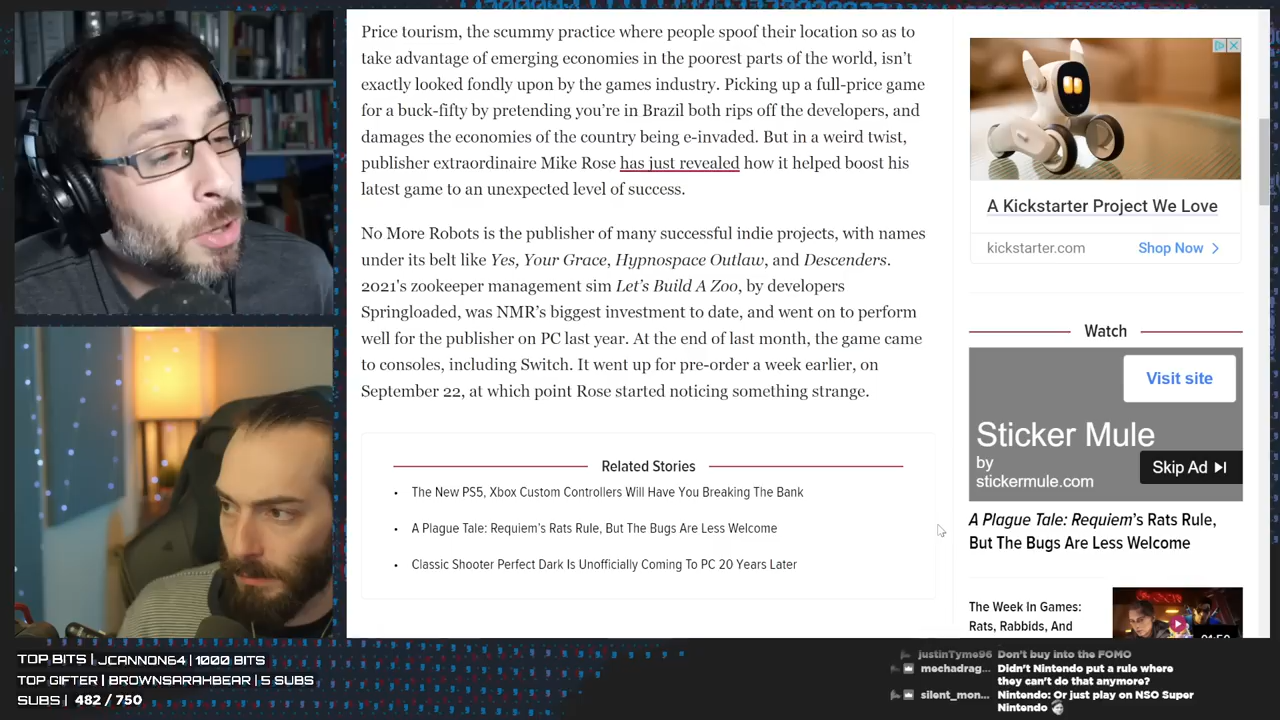 Price tourism, the scummy practice where people spoof their location so as to
take advantage of emerging economies in the poorest parts of the world, isn't
exactly looked fondly upon by the games industry. Picking up a full-price game
for a buck-fifty by pretending you're in Brazil both rips off the developers, and
damages the economies of the country being e-invaded. But in a weird twist,
publisher extraordinaire Mike Rose has just revealed how it helped boost his
latest game to an unexpected level of success.
No More Robots is the publisher of many successful indie projects, with names
under its belt like Yes, Your Grace, Hypnospace Outlaw, and Descenders.
2021's zookeeper management sim Let's Build A Zoo, by developers
Springloaded, was NMR's biggest investment to date, and went on to perform
well for the publisher on PC last year. At the end of last month, the game came
to consoles, including Switch. It went up for pre-order a week earlier, on
September 22, at which point Rose started noticing something strange.
Related Stories
• The New PS5, Xbox Custom Controllers Will Have You Breaking The Bank
• A Plague Tale: Requiem's Rats Rule, But The Bugs Are Less Welcome
• Classic Shooter Perfect Dark Is Unofficially Coming To PC 20 Years Later
A Kickstarter Project We Love
kickstarter.com
Shop Now
Watch
Visit site
Sticker Mule
by
stickermule.com
Skip Ad
A Plague Tale: Requiem's Rats Rule,
But The Bugs Are Less Welcome
The Week In Games:
Rats, Rabbids, And
TOP BITS | JCANNON64 | 1000 BITS
TOP GIFTER | BROWNSARAHBEAR | 5 SUBS
SUBS | 482 / 750
justinTyme96 Don't buy into the FOMO
mechadrag... Didn't Nintendo put a rule where
they can't do that anymore?
silent_mon... Nintendo: Or just play on NSO Super
Nintendo